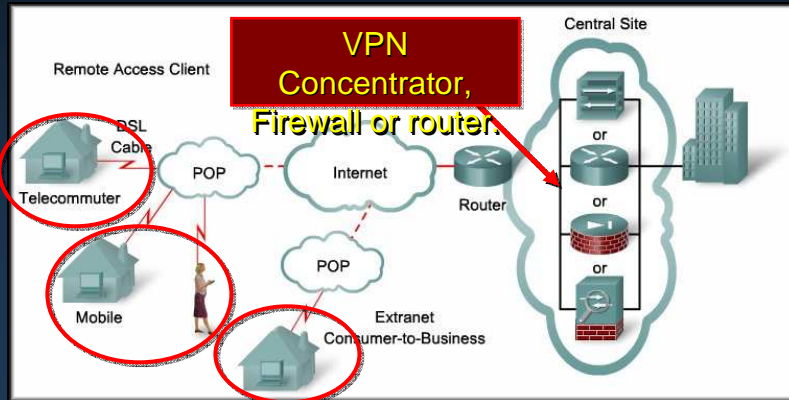 Central Site
VPN
Concentrator,
Firewall or router.
Remote Access Client
DSL
Cable
or
POP
Internet
Telecommuter
Router
or
or
POP
Mobile
Extranet
Consumer-to-Business